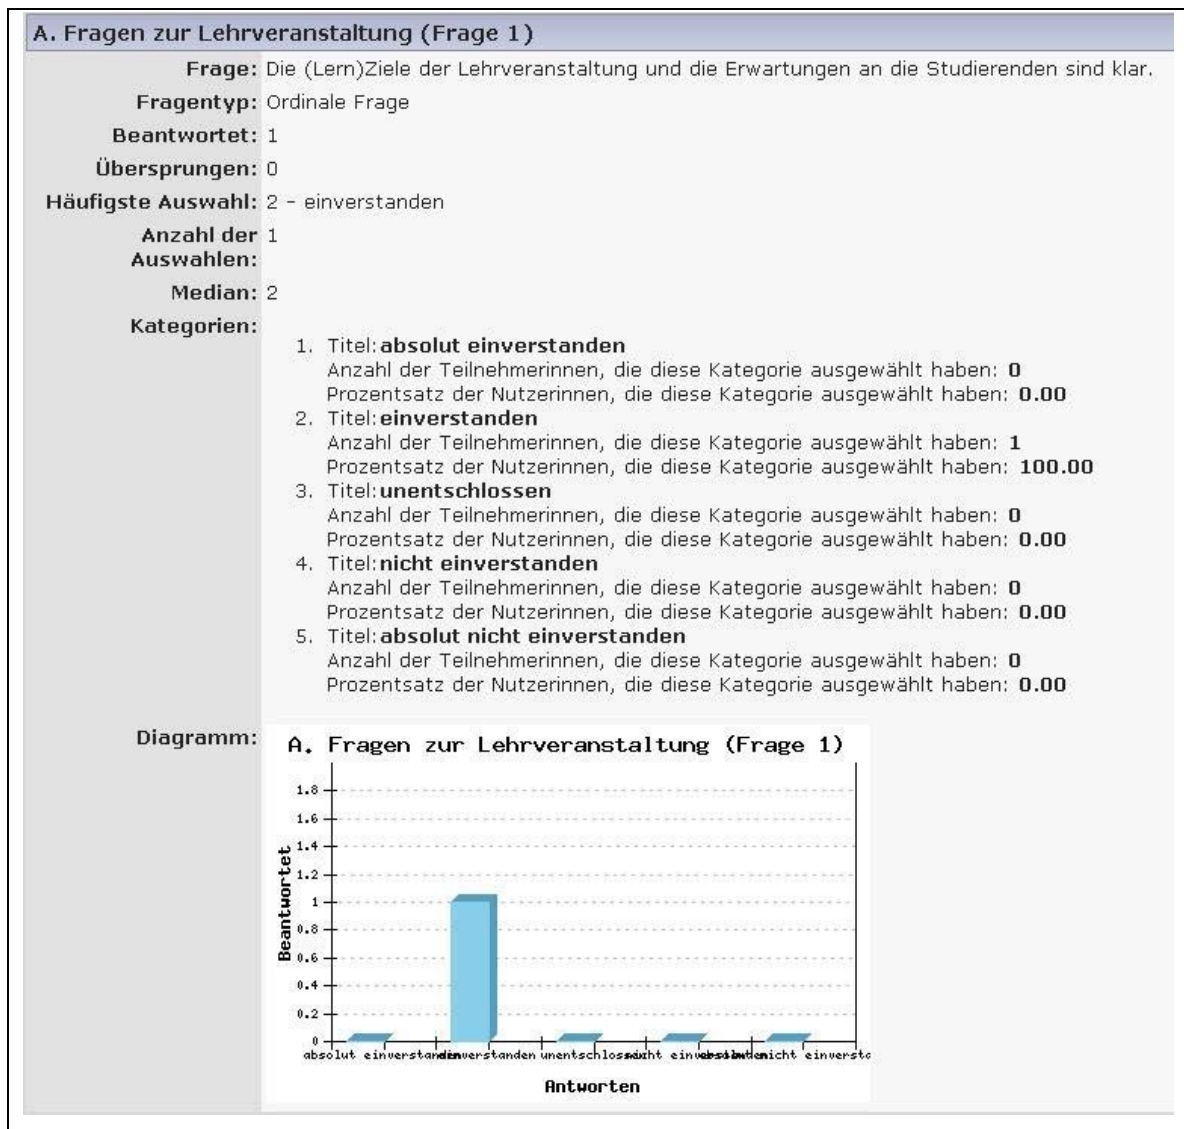 A. Fragen zur Lehrveranstaltung (Frage 1)
Frage: Die (Lern)Ziele der Lehrveranstaltung und die Erwartungen an die Studierenden sind klar.
Fragentyp: Ordinale Frage
Beantwortet: 1
Übersprungen: 0
Häufigste Auswahl: 2 - einverstanden
Anzahl der 1
Auswahlen:
Median: 2
Kategorien:
1. Titel:absolut einverstanden
Anzahl der Teilnehmerinnen, die diese Kategorie ausgewählt haben: 0
Prozentsatz der Nutzerinnen, die diese Kategorie ausgewählt haben: 0.00
2. Titel:einverstanden
Anzahl der Teilnehmerinnen, die diese Kategorie ausgewählt haben: 1
Prozentsatz der Nutzerinnen, die diese Kategorie ausgewählt haben: 100.00
3. Titel:unentschlossen
Anzahl der Teilnehmerinnen, die diese Kategorie ausgewählt haben: 0
Prozentsatz der Nutzerinnen, die diese Kategorie ausgewählt haben: 0.00
4. Titel:nicht einverstanden
Anzahl der Teilnehmerinnen, die diese Kategorie ausgewählt haben: 0
Prozentsatz der Nutzerinnen, die diese Kategorie ausgewählt haben: 0.00
5. Titel:absolut nicht einverstanden
Anzahl der Teilnehmerinnen, die diese Kategorie ausgewählt haben: 0
Prozentsatz der Nutzerinnen, die diese Kategorie ausgewählt haben: 0.00
Diagramm:
A. Fragen zur Lehrveranstaltung (Frage 1)
1.8
1.6
1.4
1.2
1
0.8
0.6
0.4
0.2
0
Beantwortet
absolut unentschlossen
Antworten